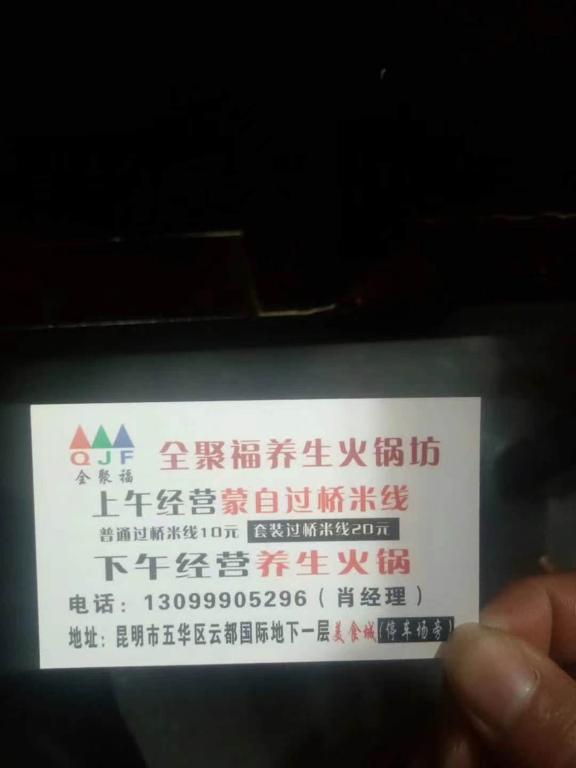 QJF
全聚福
全聚福养生火锅坊
上午经营蒙自过桥米线
普通过桥米线10元 套装过桥米线20元
下午经营养生火锅
电话：13099905296（肖经理）
地址：昆明市五华区云都国际地下一层美食城(停车场旁)